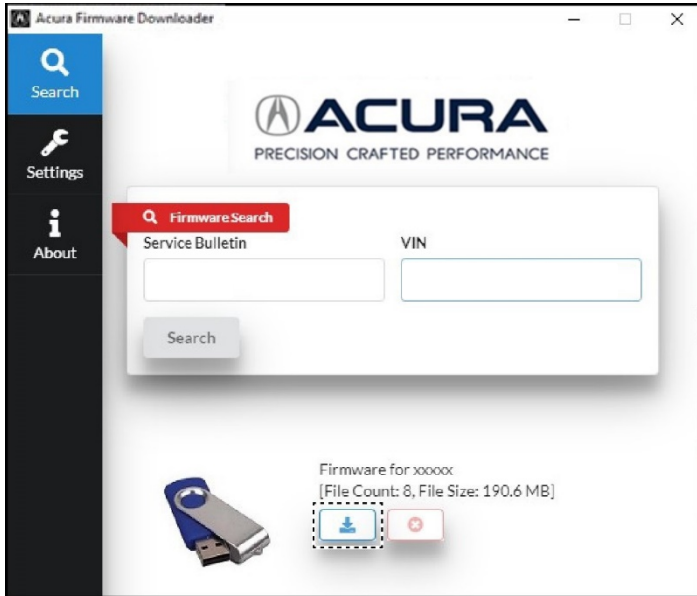 Acura Firmware Downloader
Search
Settings
About
ACURA
PRECISION CRAFTED PERFORMANCE
Firmware Search
Service Bulletin
VIN
Search
Firmware for xxxxx
[File Count: 8, File Size: 190.6 MB]